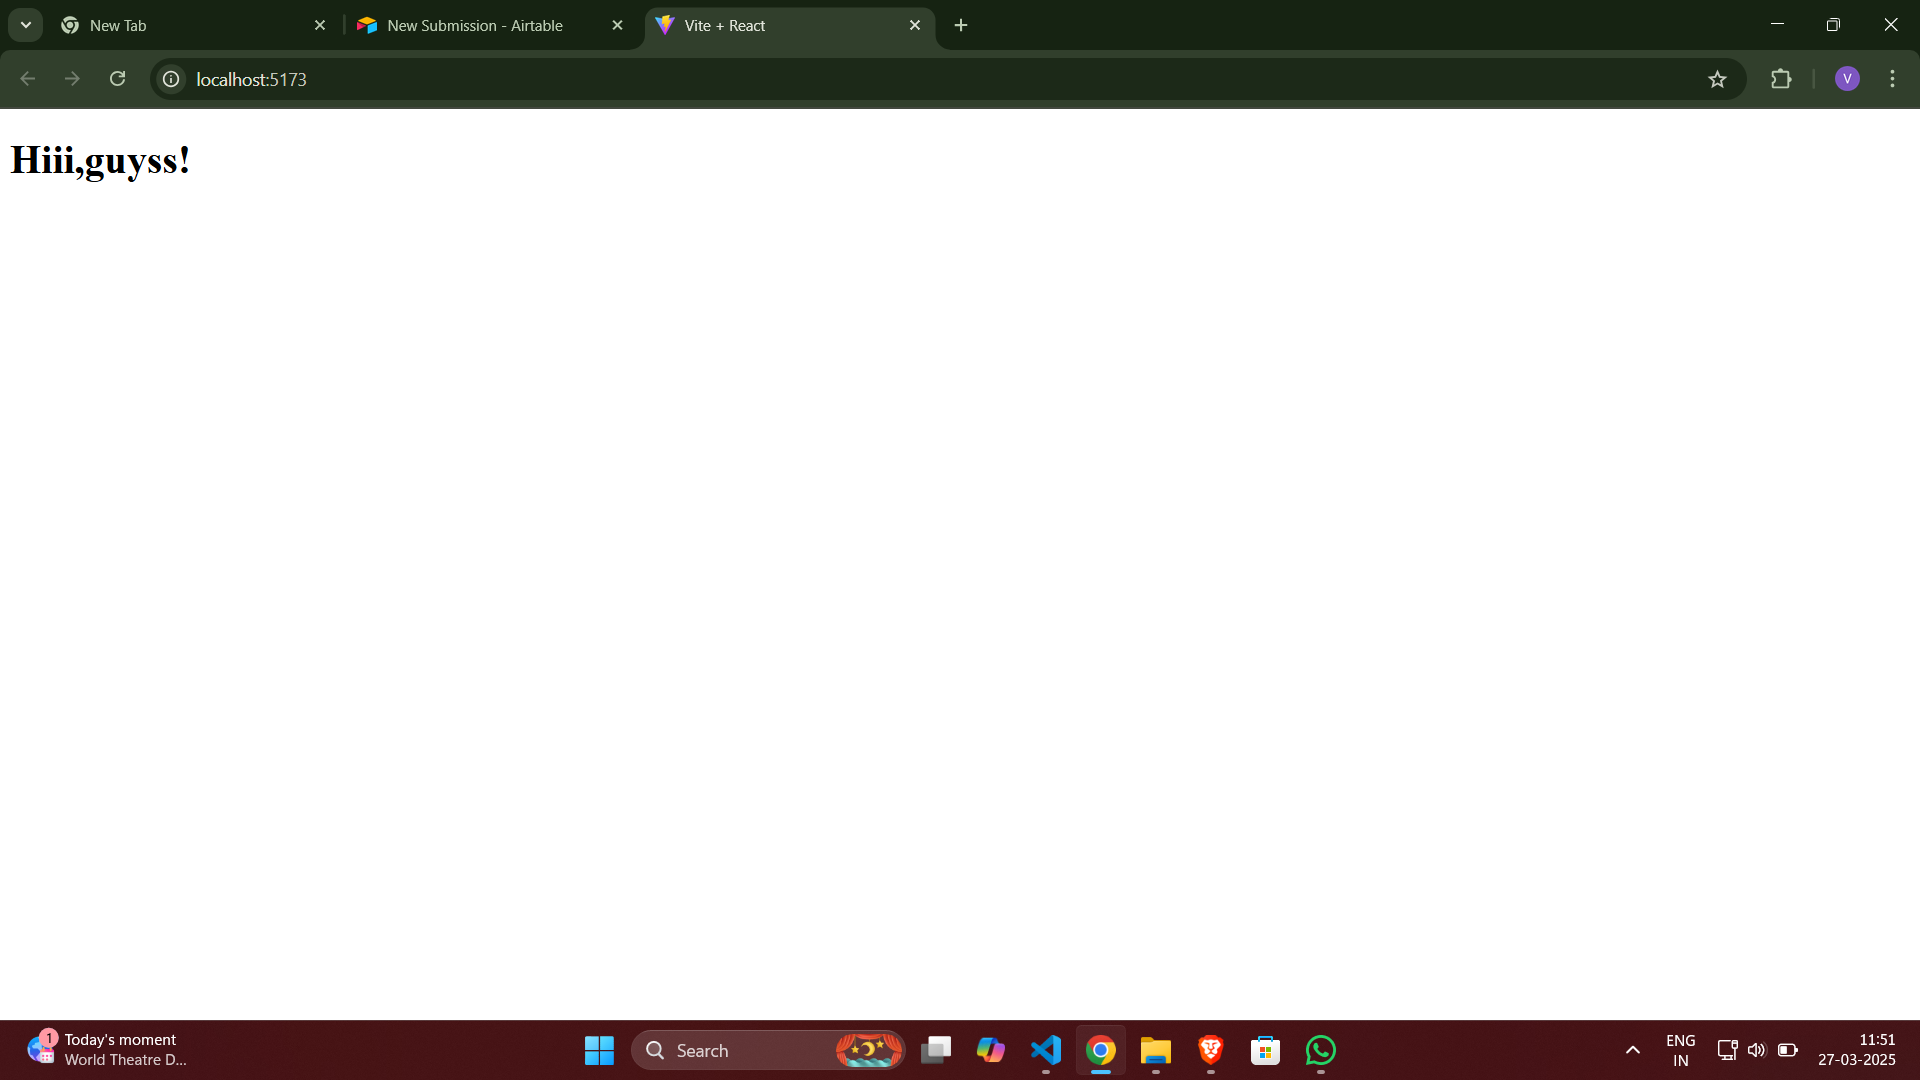 New Tab
New Submission - Airtable
Vite + React
localhost:5173
V
Hiii,guyss!
1
Today's moment
World Theatre D...
Search
ENG
IN
11:51
27-03-2025